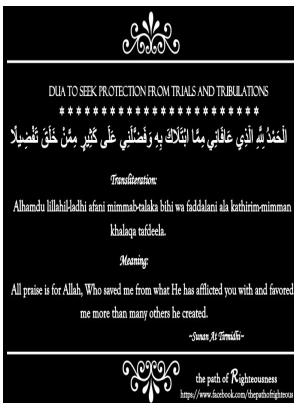 DUA TO SEEK PROTECTION FROM TRIALS AND TRIBULATIONS
الْحَمْدُ لِلَّهِ الَّذِي عَافَانِي مِمَّا ابْتَلَاكَ بِهِ وَفَضَّلَنِي عَلَى كَثِيرٍ مِمَّنْ خَلَقَ تَفْضِيلًا
Transliteration:
Alhamdu lillahil-ladhi afani mimmab-talaka bihi wa faddalani ala kathirim-mimman
khalaqa tafdeela.
Meaning:
All praise is for Allah, Who saved me from what He has afflicted you with and favored
me more than many others he created.
~Sunan At Tirmidhi~
the path of Righteousness
https://www.facebook.com/thepathofrighteous